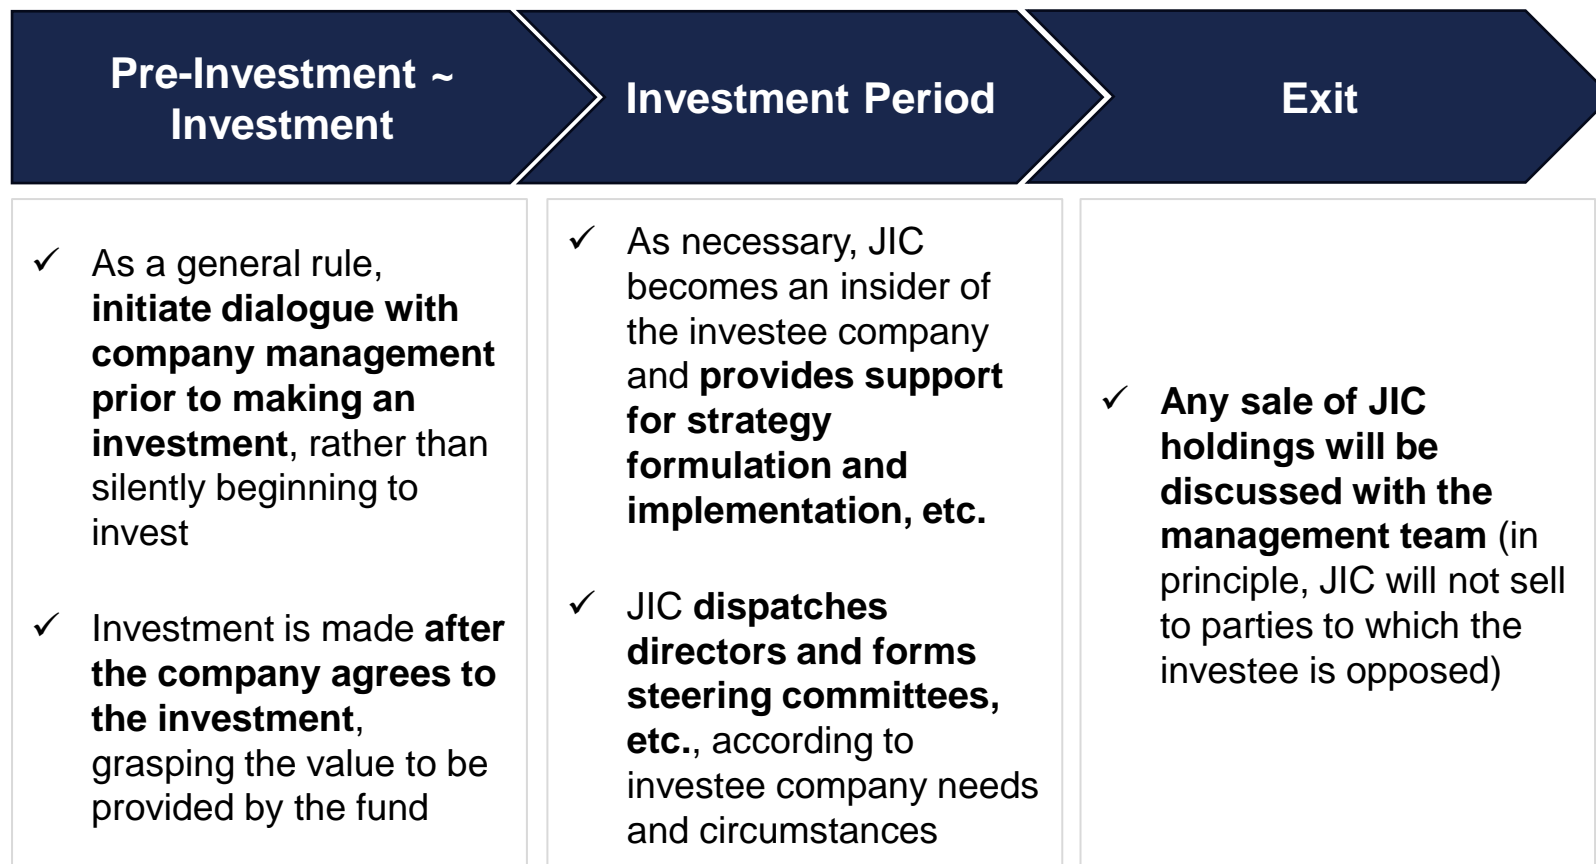 Pre-Investment ~
Investment
Investment Period
Exit
✓ As a general rule,
initiate dialogue with
company management
prior to making an
investment, rather than
silently beginning to
invest
✓ Investment is made after
the company agrees to
the investment,
grasping the value to be
provided by the fund
✓ As necessary, JIC
becomes an insider of
the investee company
and provides support
for strategy
formulation and
implementation, etc.
✓ JIC dispatches
directors and forms
steering committees,
etc., according to
investee company needs
and circumstances
✓ Any sale of JIC
holdings will be
discussed with the
management team (in
principle, JIC will not sell
to parties to which the
investee is opposed)